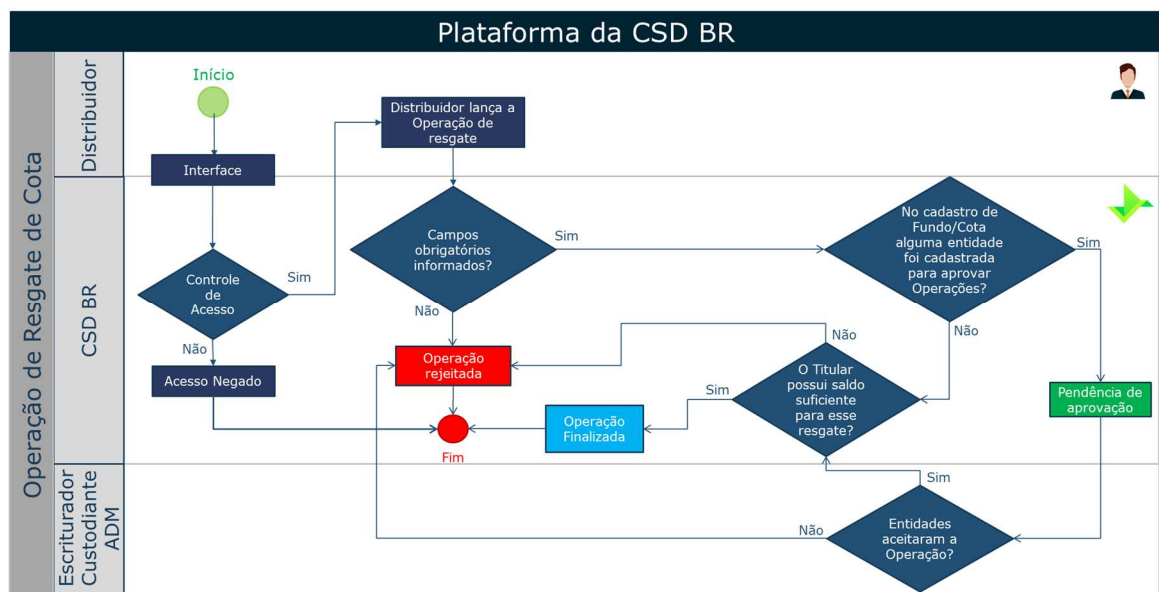 Plataforma da CSD BR
Operação de Resgate de Cota
Distribuidor
Início
Interface
Distribuidor lança a
Operação de
resgate
CSD BR
Controle
de
Acesso
Sim
Não
Acesso Negado
Campos
obrigatórios
informados?
Sim
Não
Operação
rejeitada
Fim
No cadastro de
Fundo/Cota
alguma entidade
foi cadastrada
para aprovar
Operações?
Sim
Não
Pendência de
aprovação
O Titular
possui saldo
suficiente
para esse
resgate?
Não
Sim
Operação
Finalizada
Escriturador
Custodiante
ADM
Entidades
aceitaram a
Operação?
Sim
Não